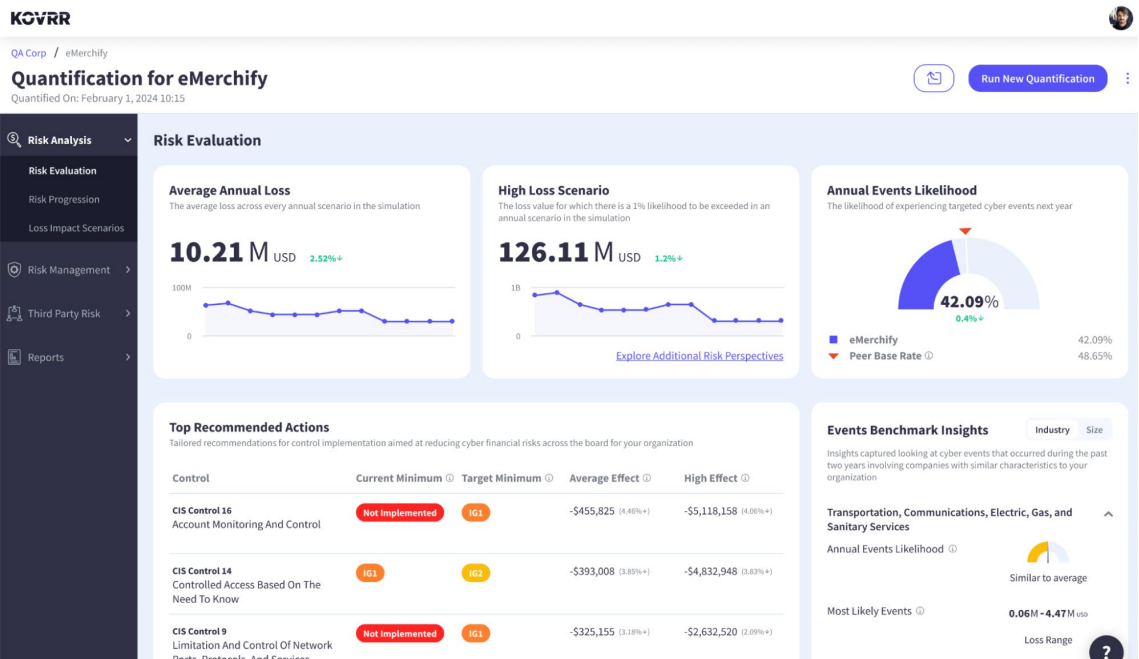 KOVRR
QA Corp / eMerchify
Quantification for eMerchify
Quantified On: February 1, 2024 10:15
Run New Quantification
Risk Analysis
Risk Evaluation
Risk Progression
Loss Impact Scenarios
Risk Management
Third Party Risk
Reports
Risk Evaluation
Average Annual Loss
The average loss across every annual scenario in the simulation
10.21 M USD 2.52%↓
100M
0
High Loss Scenario
The loss value for which there is a 1% likelihood to be exceeded in an
annual scenario in the simulation
126.11 M USD 1.2%↓
1B
0
Explore Additional Risk Perspectives
Annual Events Likelihood
The likelihood of experiencing targeted cyber events next year
42.09%
0.4%↓
eMerchify 42.09%
Peer Base Rate 48.65%
Top Recommended Actions
Tailored recommendations for control implementation aimed at reducing cyber financial risks across the board for your organization
Control Current Minimum Target Minimum Average Effect High Effect
CIS Control 16
Account Monitoring And Control
Not Implemented IG1 -$455,825 (4.46%↓) -$5,118,158 (4.06%↓)
CIS Control 14
Controlled Access Based On The
Need To Know
IG1 IG2 -$393,008 (3.85%↓) -$4,832,948 (3.83%↓)
CIS Control 9
Limitation And Control Of Network
Ports, Protocols, And Services
Not Implemented IG1 -$325,155 (3.18%↓) -$2,632,520 (2.09%↓)
Events Benchmark Insights
Industry Size
Insights captured looking at cyber events that occurred during the past
two years involving companies with similar characteristics to your
organization
Transportation, Communications, Electric, Gas, and
Sanitary Services
Annual Events Likelihood
Similar to average
Most Likely Events
0.06M-4.47M USD
Loss Range
?